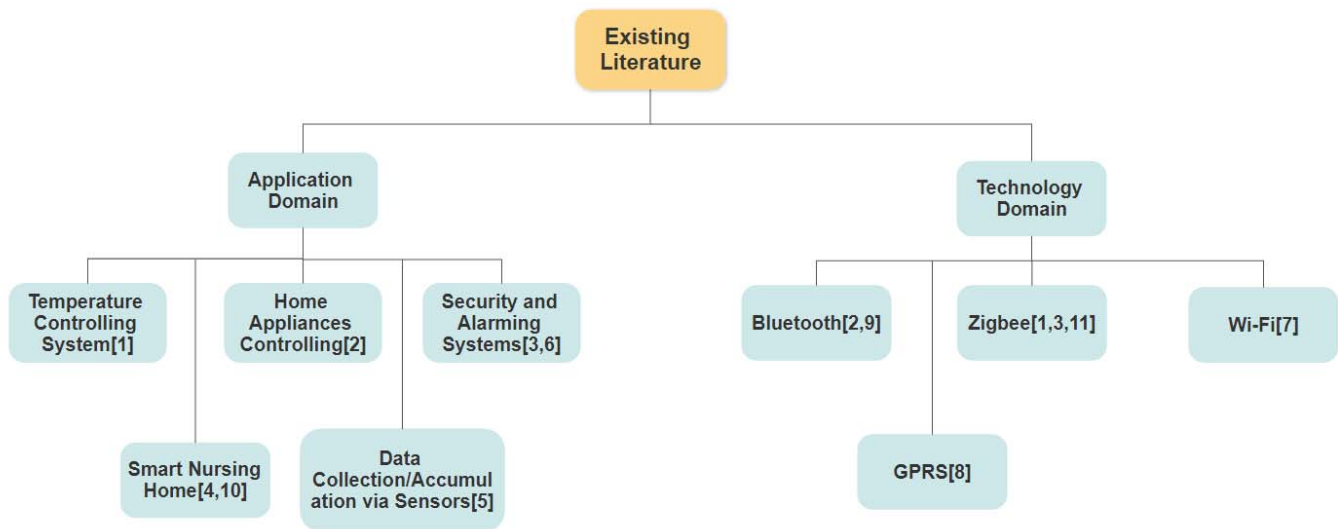 Existing
Literature
Application
Domain
Technology
Domain
Temperature
Controlling
System[1]
Home
Appliances
Controlling[2]
Security and
Alarming
Systems[3,6]
Bluetooth[2,9]
Zigbee[1,3,11]
Wi-Fi[7]
Smart Nursing
Home[4,10]
Data
Collection/Accumul
ation via Sensors[5]
GPRS[8]